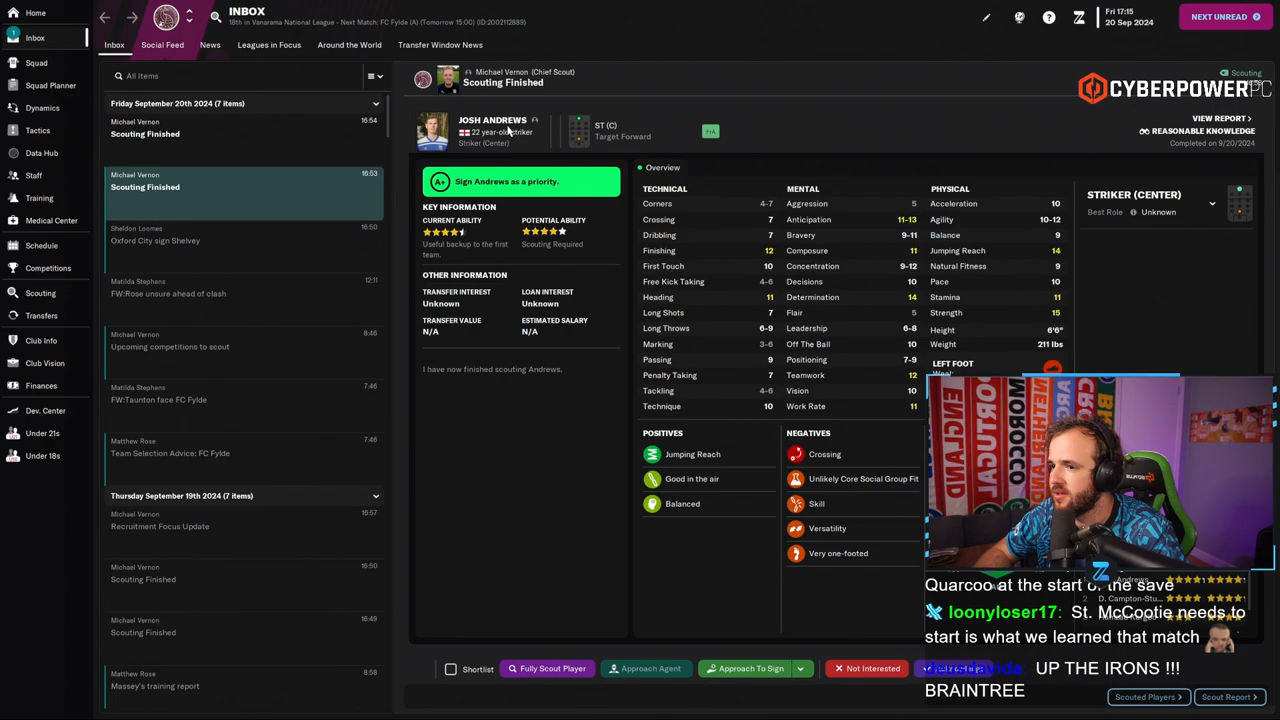 Home
Inbox
Squad
Squad Planner
Dynamics
Tactics
Data Hub
Staff
Training
Medical Center
Schedule
Competitions
Scouting
Transfers
Club Info
Club Vision
Finances
Dev. Center
Under 21s
Under 18s
INBOX
18th in Vanarama National League - Next Match: FC Fylde (A) (Tomorrow 15:00) (ID:2002112889)
Fri 17:15
20 Sep 2024
NEXT UNREAD
Inbox
Social Feed
News
Leagues in Focus
Around the World
Transfer Window News
All Items
Friday September 20th 2024 (7 items)
Michael Vernon 16:54
Scouting Finished
Michael Vernon 16:53
Scouting Finished
Sheldon Loomes 16:50
Oxford City sign Shelvey
Matilda Stephens 12:11
FW:Rose unsure ahead of clash
Michael Vernon 8:46
Upcoming competitions to scout
Matilda Stephens 7:46
FW:Taunton face FC Fylde
Matthew Rose 7:46
Team Selection Advice: FC Fylde
Thursday September 19th 2024 (7 items)
Michael Vernon 16:57
Recruitment Focus Update
Michael Vernon 16:50
Scouting Finished
Michael Vernon 16:49
Scouting Finished
Matthew Rose 8:58
Massey's training report
Michael Vernon (Chief Scout)
Scouting Finished
Scouting
CYBERPOWERPC
JOSH ANDREWS
22 year-old striker
Striker (Center)
ST (C)
Target Forward
VIEW REPORT >
REASONABLE KNOWLEDGE
Completed on 9/20/2024
A+ Sign Andrews as a priority.
KEY INFORMATION
CURRENT ABILITY POTENTIAL ABILITY
Useful backup to the first team. Scouting Required
OTHER INFORMATION
TRANSFER INTEREST LOAN INTEREST
Unknown Unknown
TRANSFER VALUE ESTIMATED SALARY
N/A N/A
I have now finished scouting Andrews.
Overview
TECHNICAL
Corners 4-7
Crossing 7
Dribbling 7
Finishing 12
First Touch 10
Free Kick Taking 4-6
Heading 11
Long Shots 7
Long Throws 6-9
Marking 3-6
Passing 9
Penalty Taking 7
Tackling 4-6
Technique 10
MENTAL
Aggression 5
Anticipation 11-13
Bravery 9-11
Composure 11
Concentration 9-12
Decisions 10
Determination 14
Flair 5
Leadership 6-8
Off The Ball 10
Positioning 7-9
Teamwork 12
Vision 10
Work Rate 11
PHYSICAL
Acceleration 10
Agility 10-12
Balance 9
Jumping Reach 14
Natural Fitness 9
Pace 10
Stamina 11
Strength 15
Height 6'6"
Weight 211 lbs
LEFT FOOT
STRIKER (CENTER)
Best Role Unknown
POSITIVES
Jumping Reach
Good in the air
Balanced
NEGATIVES
Crossing
Unlikely Core Social Group Fit
Skill
Versatility
Very one-footed
Andrews
2 D. Campton-Stu...
Quarcoo at the start of the save
loonyloser17: St. McCootie needs to
start is what we learned that match
UP THE IRONS !!!
BRAINTREE
Shortlist
Fully Scout Player
Approach Agent
Approach To Sign
Not Interested
Scouted Players >
Scout Report >